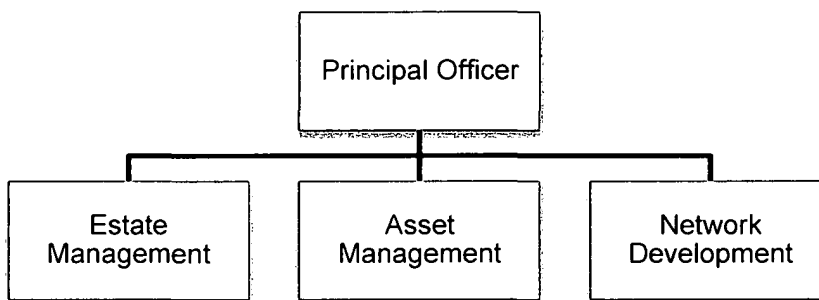 Principal Officer
Estate
Management
Asset
Management
Network
Development